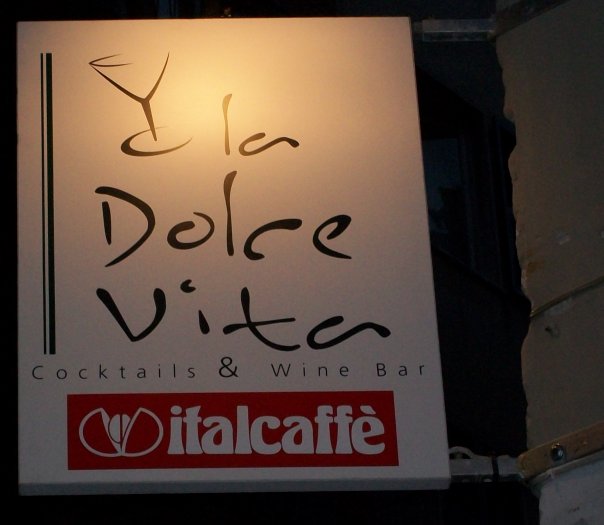 la
Dolce
Vita
Cocktails & Wine Bar
italcaffè